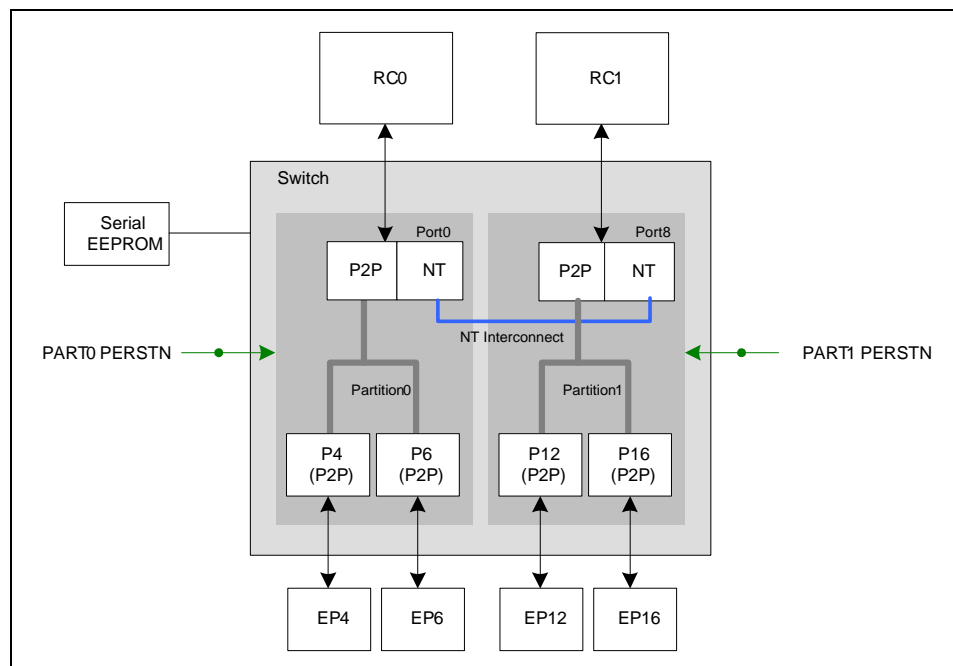 RC0
RC1
Switch
Serial
EEPROM
Port0
Port8
P2P
NT
P2P
NT
NT Interconnect
PART0 PERSTN
PART1 PERSTN
Partition0
Partition1
P4
(P2P)
P6
(P2P)
P12
(P2P)
P16
(P2P)
EP4
EP6
EP12
EP16